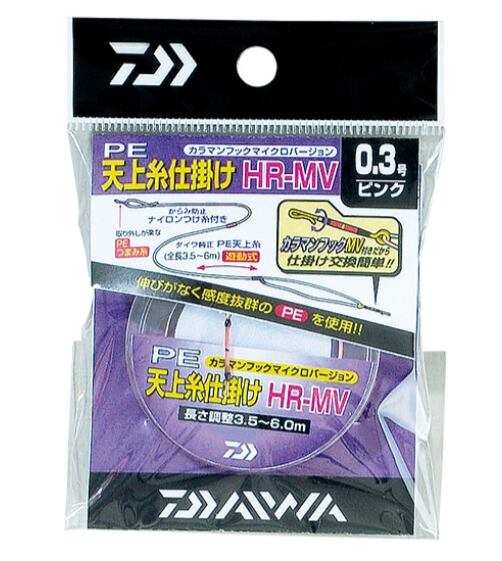 PE
カラマンフックマイクロバージョン
天上糸仕掛け HR-MV
0.3号
ピンク
からみ防止
ナイロンつけ糸付き
取り外しが楽な
PE
つまみ糸
ダイワ純正 PE天上糸
(全長3.5~6m) 遊動式
カラマンフックMV付きだから
仕掛け交換簡単!!
伸びがなく感度抜群の PE を使用!!
PE
カラマンフックマイクロバージョン
天上糸仕掛け HR-MV
長さ調整3.5~6.0m
DAIWA